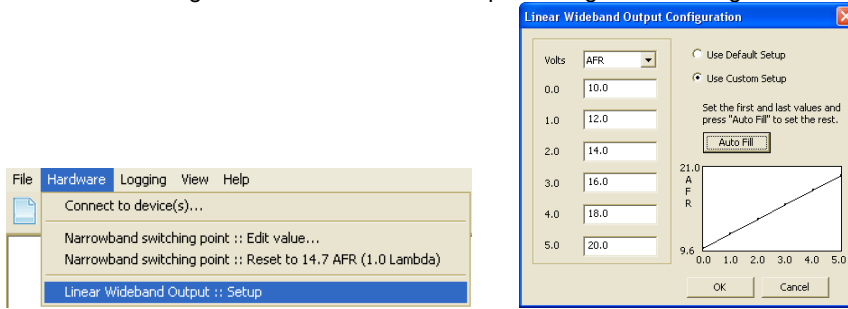 Linear Wideband Output Configuration
Volts AFR
0.0 10.0
1.0 12.0
2.0 14.0
3.0 16.0
4.0 18.0
5.0 20.0
Use Default Setup
Use Custom Setup
Set the first and last values and
press "Auto Fill" to set the rest.
Auto Fill
21.0
A
F
R
9.6
0.0 1.0 2.0 3.0 4.0 5.0
OK Cancel
File Hardware Logging View Help
Connect to device(s)...
Narrowband switching point :: Edit value...
Narrowband switching point :: Reset to 14.7 AFR (1.0 Lambda)
Linear Wideband Output :: Setup